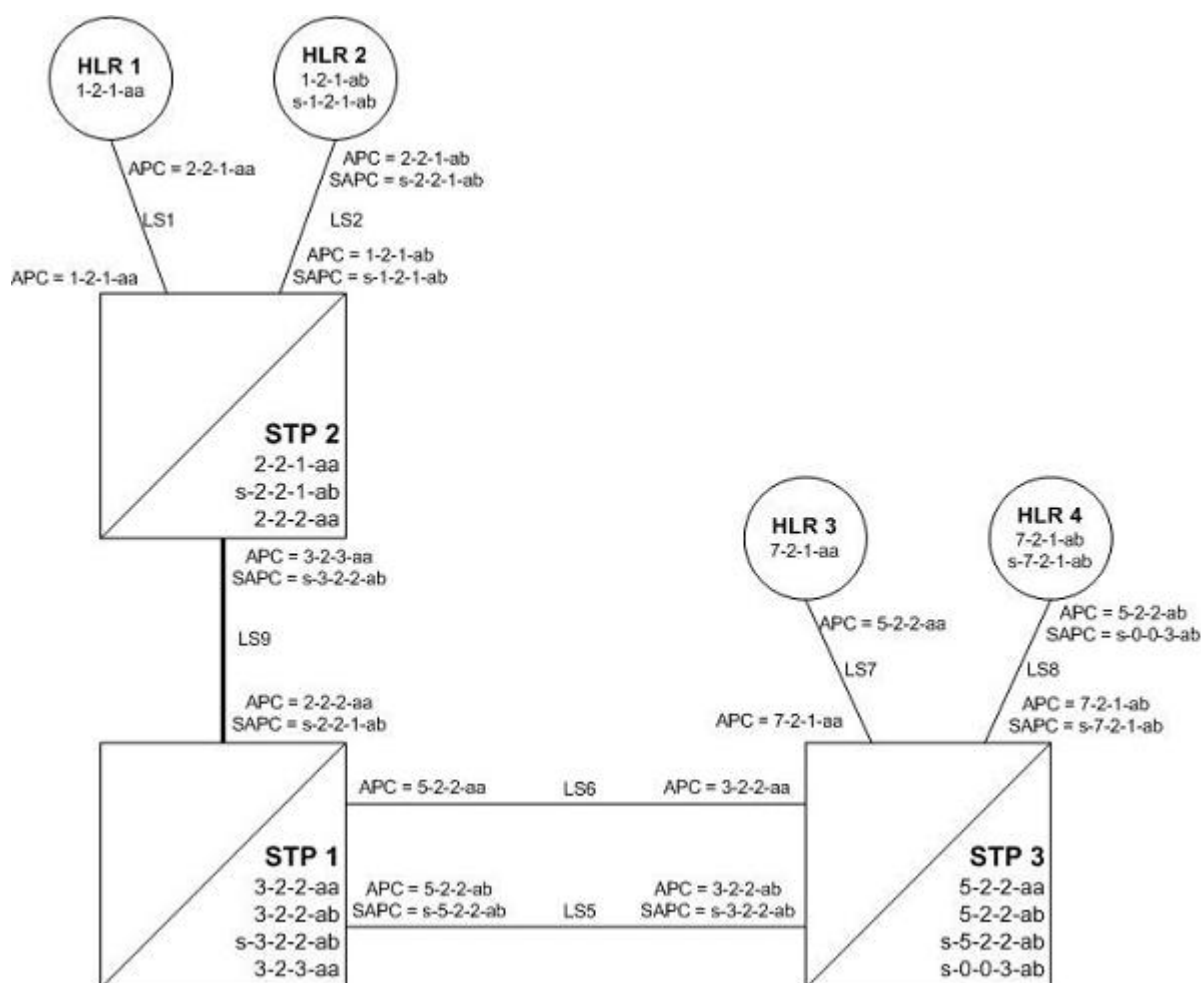 HLR 1
1-2-1-aa
HLR 2
1-2-1-ab
s-1-2-1-ab
APC = 2-2-1-aa
APC = 2-2-1-ab
SAPC = s-2-2-1-ab
LS1
LS2
APC = 1-2-1-aa
APC = 1-2-1-ab
SAPC = s-1-2-1-ab
STP 2
2-2-1-aa
s-2-2-1-ab
2-2-2-aa
APC = 3-2-3-aa
SAPC = s-3-2-2-ab
LS9
APC = 2-2-2-aa
SAPC = s-2-2-1-ab
HLR 3
7-2-1-aa
HLR 4
7-2-1-ab
s-7-2-1-ab
APC = 5-2-2-aa
APC = 5-2-2-ab
SAPC = s-0-0-3-ab
LS7
LS8
APC = 7-2-1-aa
APC = 7-2-1-ab
SAPC = s-7-2-1-ab
APC = 5-2-2-aa
LS6
APC = 3-2-2-aa
STP 1
3-2-2-aa
3-2-2-ab
s-3-2-2-ab
3-2-3-aa
APC = 5-2-2-ab
SAPC = s-5-2-2-ab
LS5
APC = 3-2-2-ab
SAPC = s-3-2-2-ab
STP 3
5-2-2-aa
5-2-2-ab
s-5-2-2-ab
s-0-0-3-ab